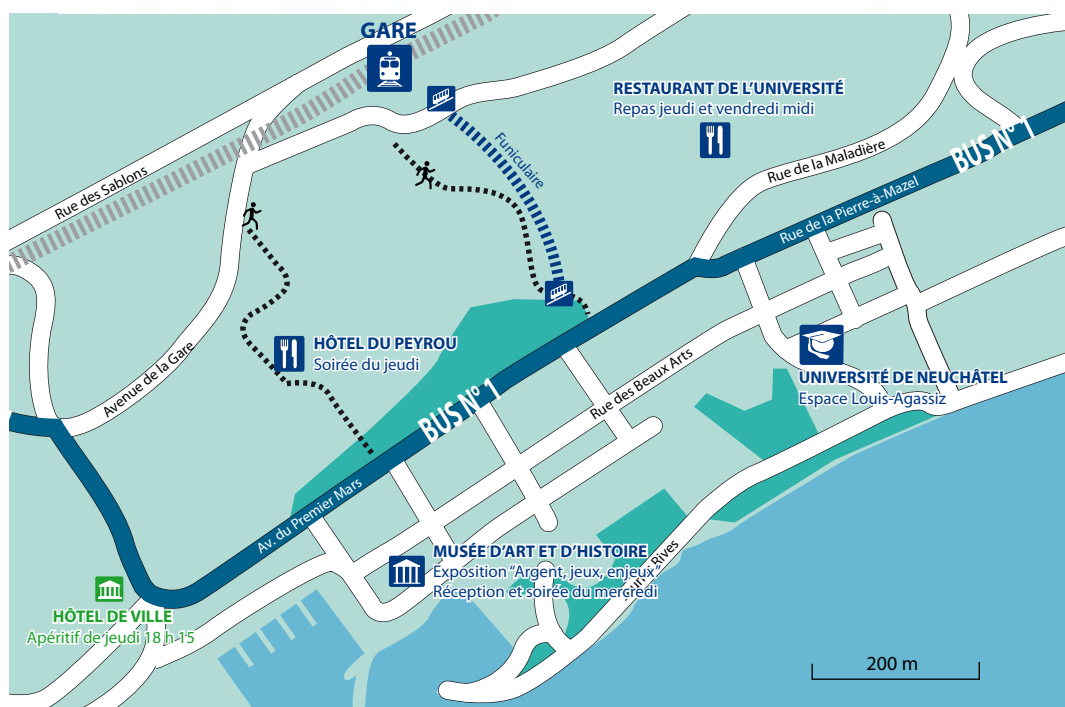 GARE
RESTAURANT DE L'UNIVERSITÉ
Repas jeudi et vendredi midi
BUS N° 1
Funiculaire
Rue de la Maladière
Rue des Sablons
Rue de la Pierre-à-Mazel
HÔTEL DU PEYROU
Soirée du jeudi
Avenue de la Gare
BUS N° 1
Rue des Beaux Arts
UNIVERSITÉ DE NEUCHÂTEL
Espace Louis-Agassiz
Av. du Premier Mars
MUSÉE D'ART ET D'HISTOIRE
Exposition "Argent, jeux, enjeux"
Réception et soirée du mercredi
Rives
HÔTEL DE VILLE
Apéritif de jeudi 18 h 15
200 m